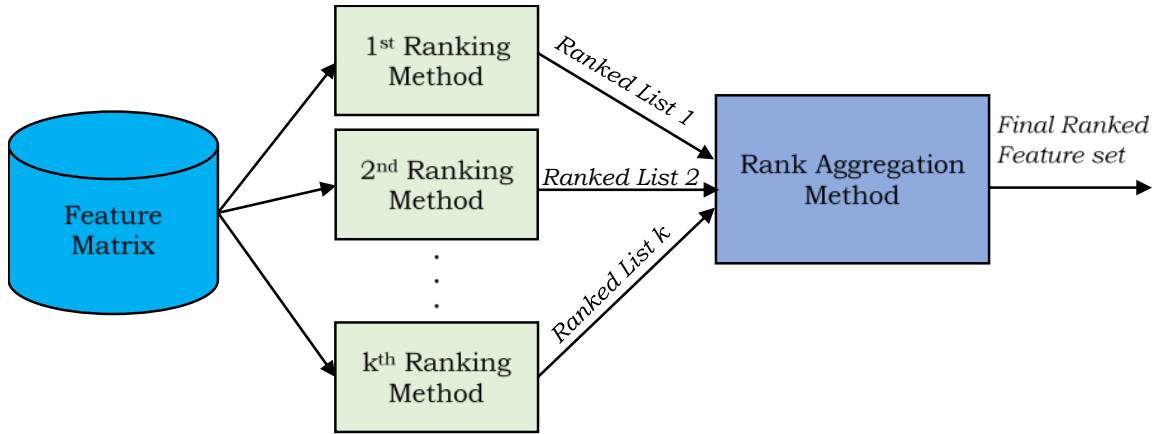 Feature
Matrix
1st Ranking
Method
2nd Ranking
Method
.
.
.
kth Ranking
Method
Ranked List 1
Ranked List 2
Ranked List k
Rank Aggregation
Method
Final Ranked
Feature set